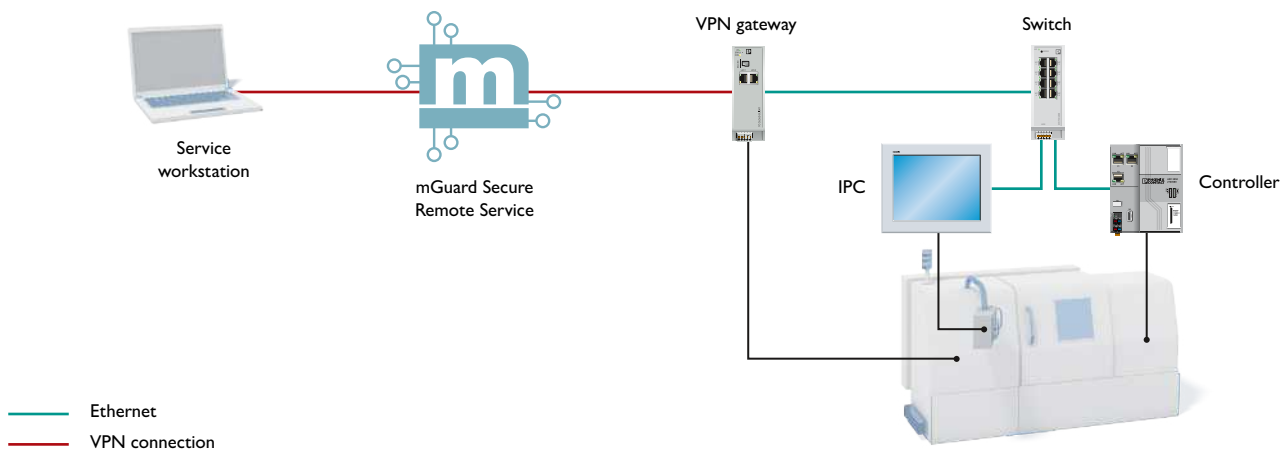 VPN gateway
Switch
Service
workstation
mGuard Secure
Remote Service
m
IPC
Controller
Ethernet
VPN connection